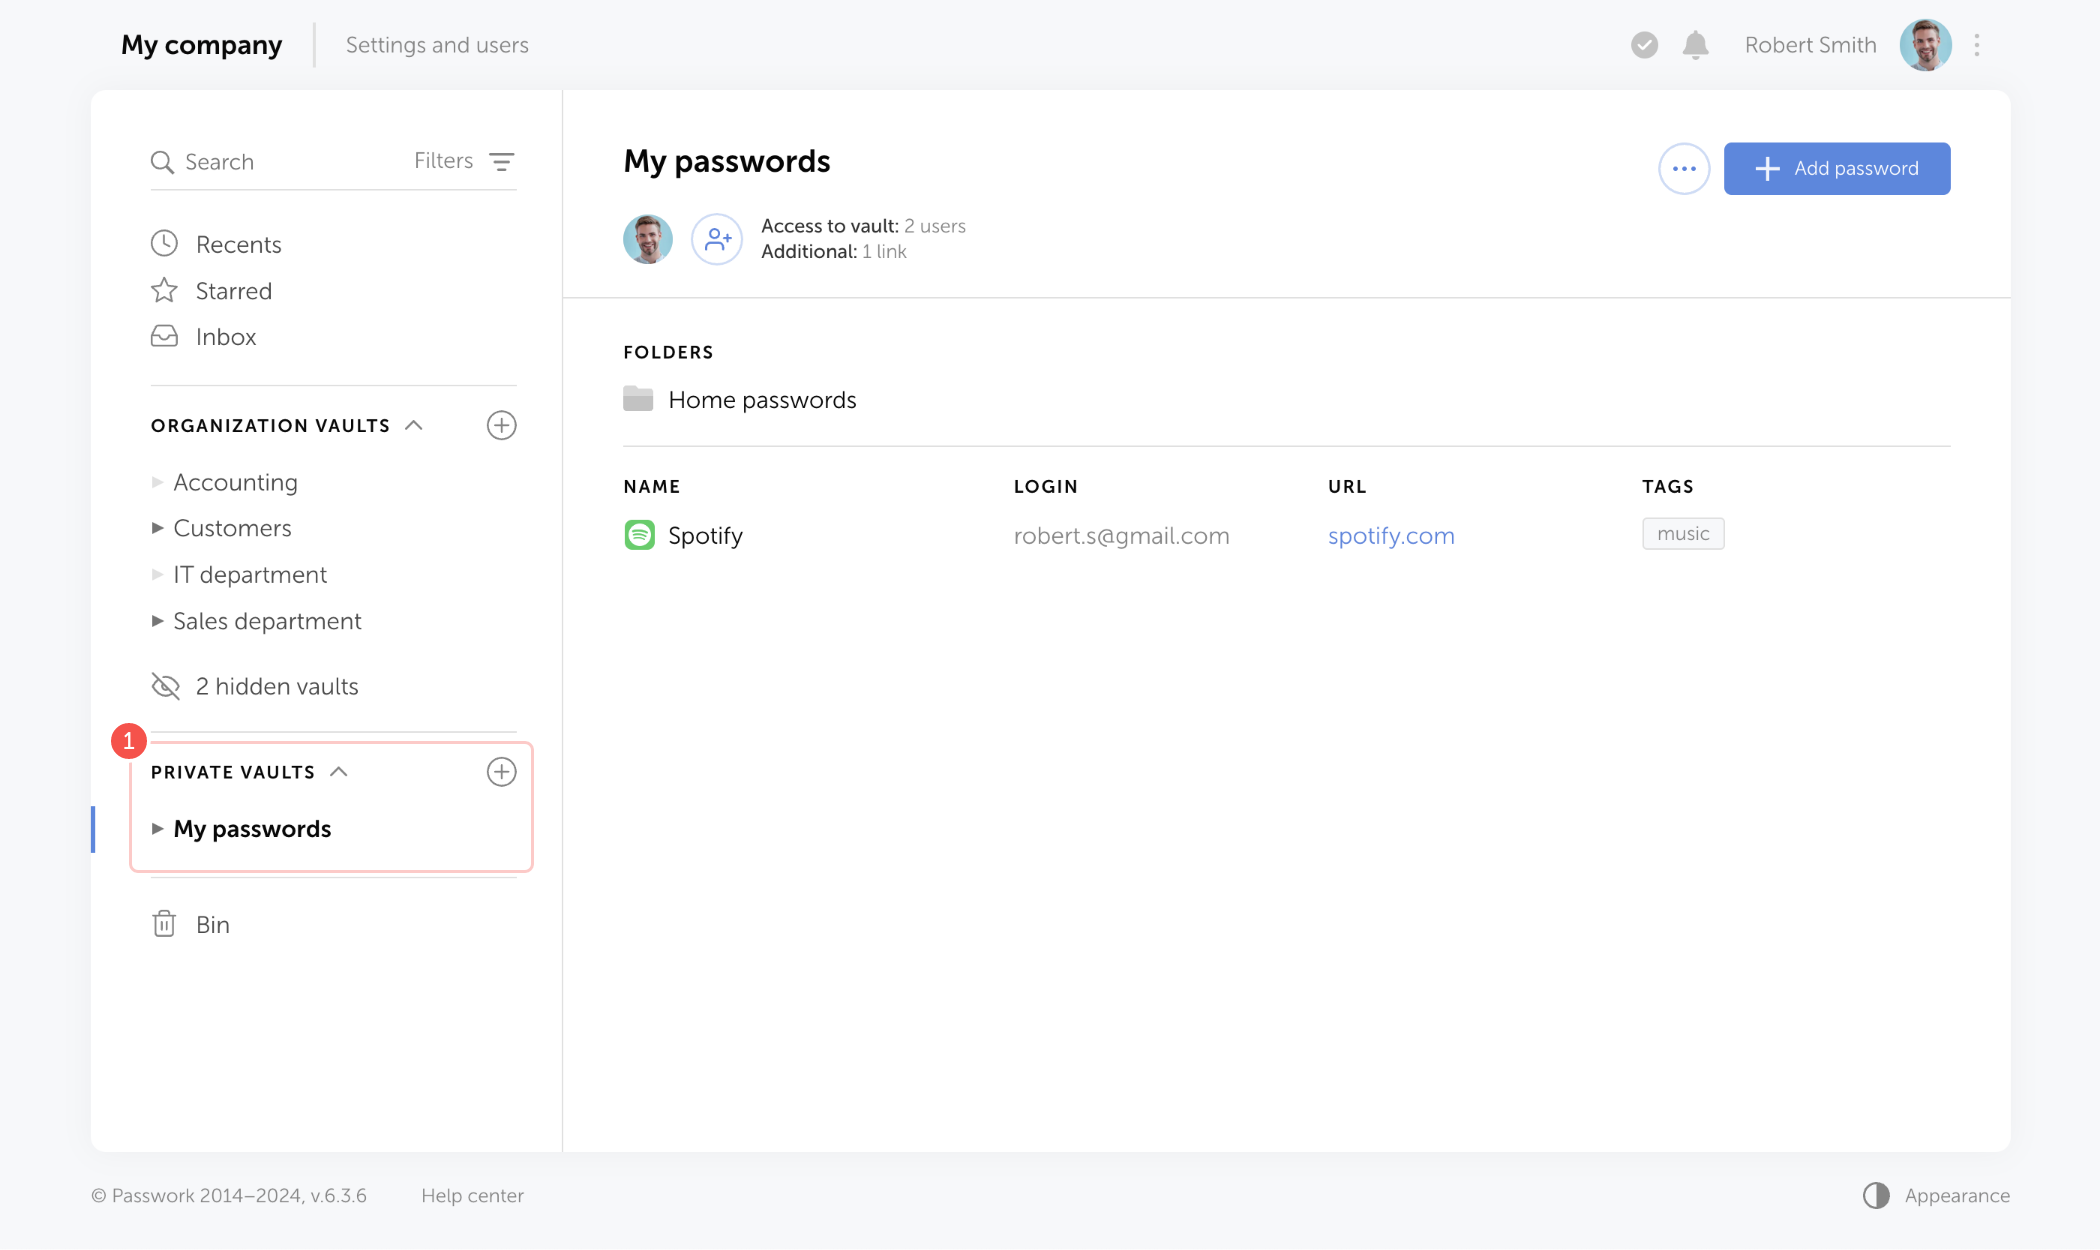 My company
Settings and users
Robert Smith
Search
Filters
Recents
Starred
Inbox
ORGANIZATION VAULTS
Accounting
Customers
IT department
Sales department
2 hidden vaults
1
PRIVATE VAULTS
My passwords
Bin
My passwords
Add password
Access to vault: 2 users
Additional: 1 link
FOLDERS
Home passwords
NAME LOGIN URL TAGS
Spotify robert.s@gmail.com spotify.com music
© Passwork 2014–2024, v.6.3.6
Help center
Appearance